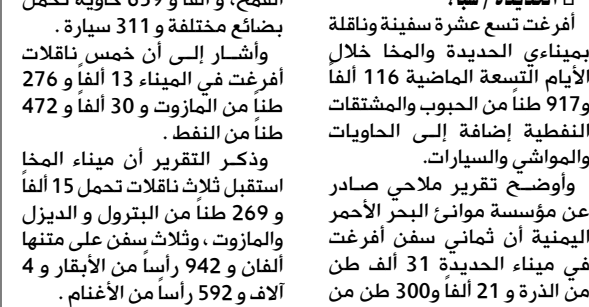 الحديدة / سبأ :
أفرغت تسع عشرة سفينة وناقلة
بميناءي الحديدة والمخا خلال
الأيام التسعة الماضية 116 ألفاً
و917 طناً من الحبوب والمشتقات
النفطية إضافة إلى الحاويات
والمواشي والسيارات.
وأوضح تقرير ملاحي صادر
عن مؤسسة موانئ البحر الأحمر
اليمنية أن ثماني سفن أفرغت
في ميناء الحديدة 31 ألف طن
من الذرة و 21 ألفاً و300 طن من
القمح، و ألفاً و 639 حاوية تحمل
بضائع مختلفة و 311 سيارة .
وأشار إلى أن خمس ناقلات
أفرغت في الميناء 13 ألفاً و 276
طناً من المازوت و 30 ألفاً و 472
طناً من النفط .
وذكر التقرير أن ميناء المخا
استقبل ثلاث ناقلات تحمل 15 ألفاً
و 269 طناً من البترول و الديزل
والمازوت ، وثلاث سفن على متنها
ألفان و 942 رأساً من الأبقار و 4
آلاف و 592 رأساً من الأغنام .